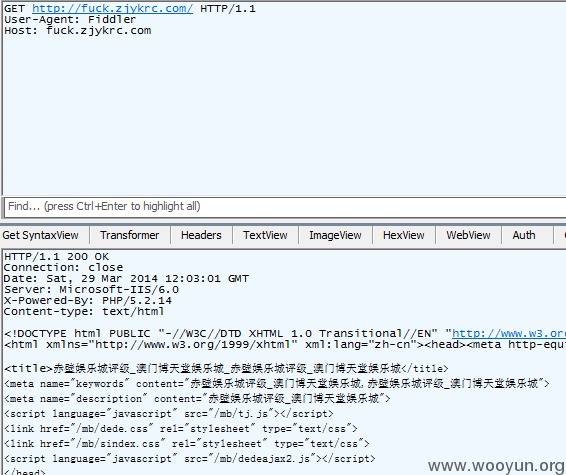 GET http://fuck.zjykrc.com/ HTTP/1.1
User-Agent: Fiddler
Host: fuck.zjykrc.com
Find... (press Ctrl+Enter to highlight all)
Get SyntaxView Transformer Headers TextView ImageView HexView WebView Auth
HTTP/1.1 200 OK
Connection: close
Date: Sat, 29 Mar 2014 12:03:01 GMT
Server: Microsoft-IIS/6.0
X-Powered-By: PHP/5.2.14
Content-type: text/html
<!DOCTYPE html PUBLIC "-//W3C//DTD XHTML 1.0 Transitional//EN" "http://www.w3.org
<html xmlns="http://www.w3.org/1999/xhtml" xml:lang="zh-cn"><head><meta http-equi
<title>赤壁娱乐城评级_澳门博天堂娱乐城_赤壁娱乐城评级_澳门博天堂娱乐城</title>
<meta name="keywords" content="赤壁娱乐城评级_澳门博天堂娱乐城,赤壁娱乐城评级_澳门博天堂娱乐城">
<meta name="description" content="赤壁娱乐城评级_澳门博天堂娱乐城">
<script language="javascript" src="/mb/tj.js"></script>
<link href="/mb/dede.css" rel="stylesheet" type="text/css">
<link href="/mb/sindex.css" rel="stylesheet" type="text/css">
<script language="javascript" src="/mb/dedeajax2.js"></script>
</head>
www.wooyun.org